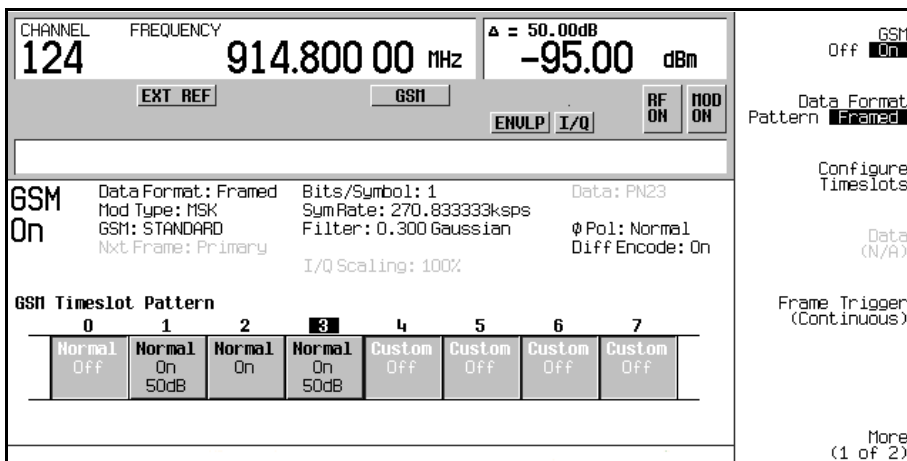 CHANNEL FREQUENCY
124 914.800 00 MHz
Δ = 50.00dB
-95.00 dBm
EXT REF GSM
ENVLP I/Q
RF ON
MOD ON
GSM On
Data Format: Framed Bits/Symbol: 1 Data: PN23
Mod Type: MSK Sym Rate: 270.833333ksps
GSM: STANDARD Filter: 0.300 Gaussian Φ Pol: Normal
Nxt Frame: Primary Diff Encode: On
I/Q Scaling: 100%
GSM Timeslot Pattern
0 1 2 3 4 5 6 7
Normal Normal Normal Normal Custom Custom Custom Custom
Off On On On Off Off Off Off
50dB 50dB
GSM
Off On
Data Format
Pattern Framed
Configure
Timeslots
Data
(N/A)
Frame Trigger
(Continuous)
More
(1 of 2)